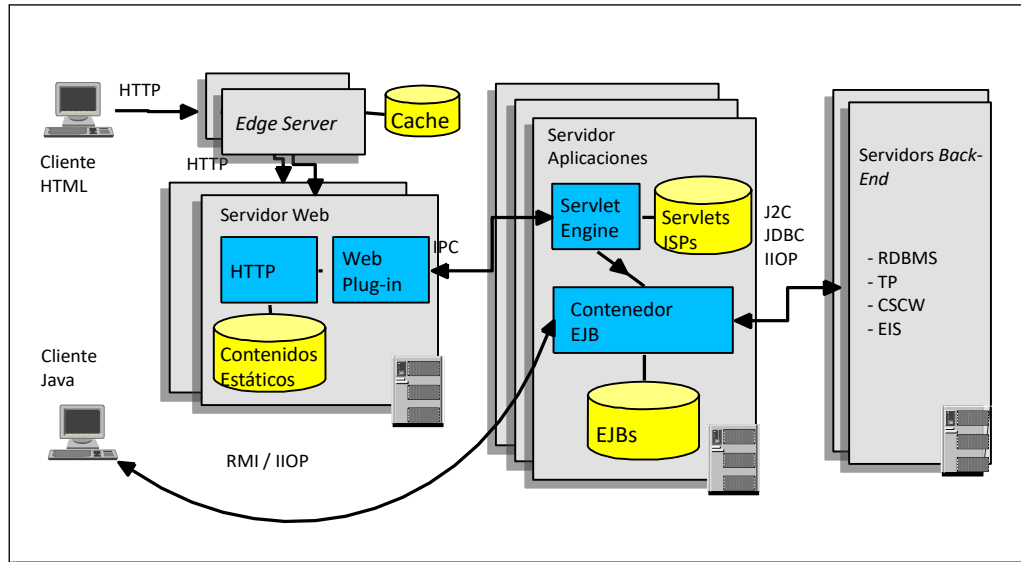 HTTP
Edge Server
Cache
Cliente
HTML
HTTP
Servidor Web
HTTP
Web
Plug-in
IPC
Contenidos
Estáticos
Cliente
Java
RMI / IIOP
Servidor
Aplicaciones
Servlet
Engine
Servlets
JSPs
J2C
JDBC
IIOP
Contenedor
EJB
EJBs
Servidors Back-
End
- RDBMS
- TP
- CSCW
- EIS